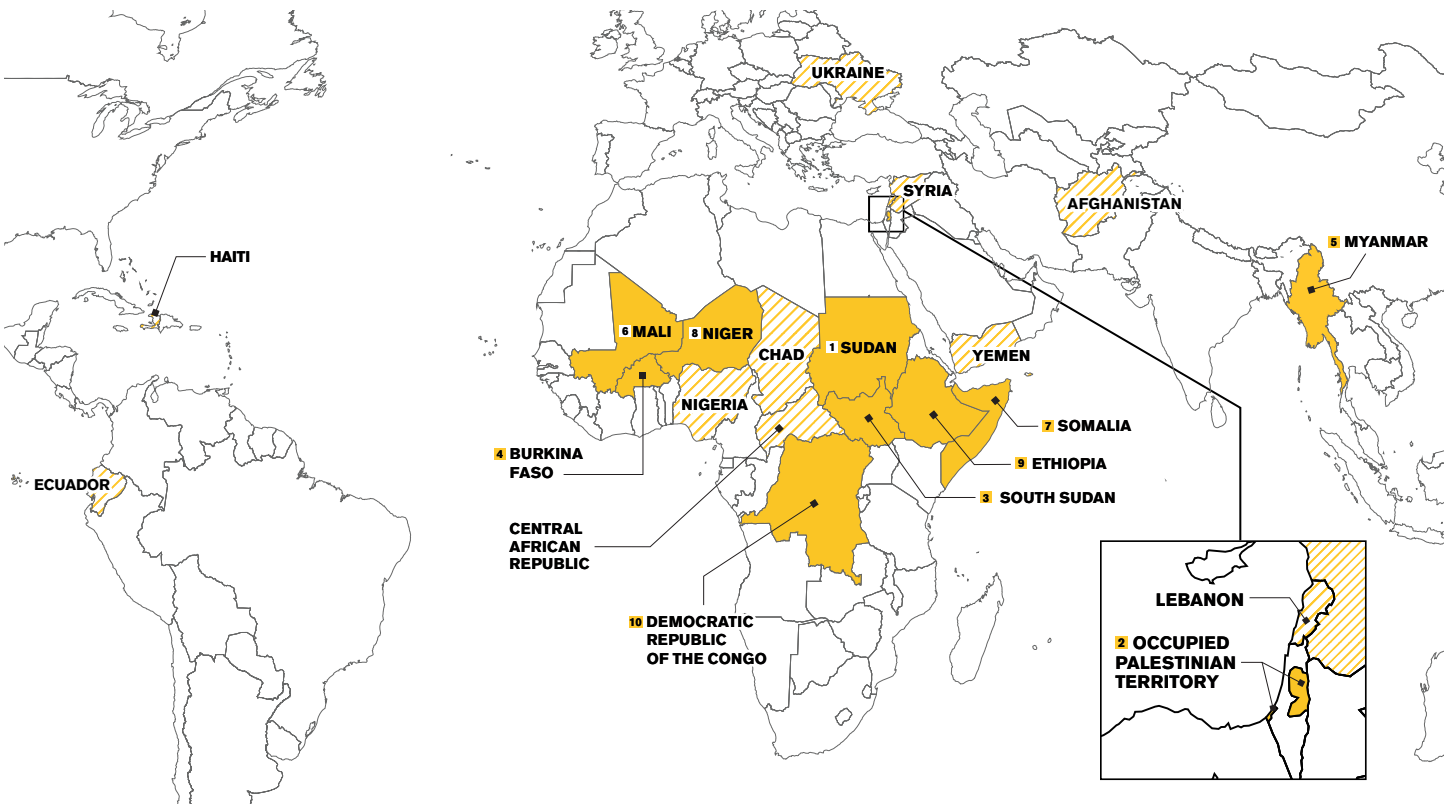 UKRAINE
SYRIA
AFGHANISTAN
5 MYANMAR
HAITI
6 MALI
8 NIGER
CHAD
1 SUDAN
YEMEN
NIGERIA
7 SOMALIA
4 BURKINA
FASO
9 ETHIOPIA
ECUADOR
3 SOUTH SUDAN
CENTRAL
AFRICAN
REPUBLIC
10 DEMOCRATIC
REPUBLIC
OF THE CONGO
LEBANON
2 OCCUPIED
PALESTINIAN
TERRITORY